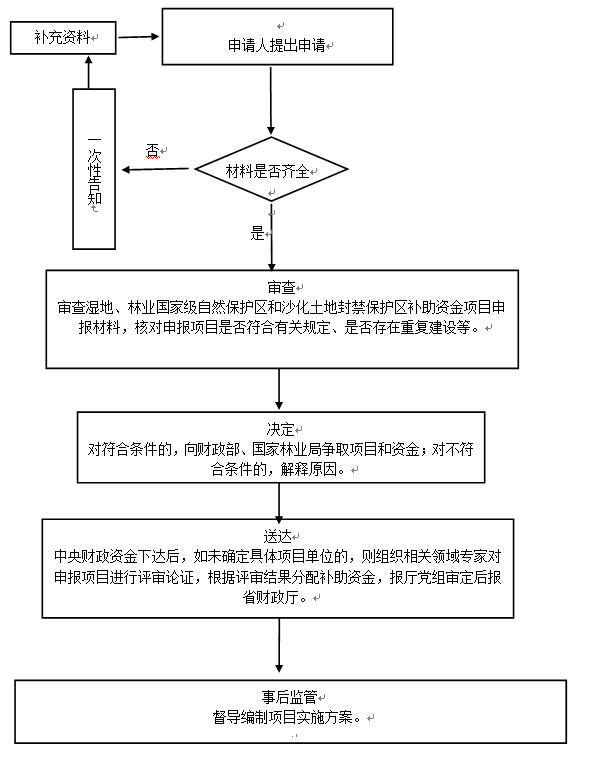 补充资料
申请人提出申请
一次性告知
否
材料是否齐全
是
审查
审查湿地、林业国家级自然保护区和沙化土地封禁保护区补助资金项目申
报材料，核对申报项目是否符合有关规定、是否存在重复建设等。
决定
对符合条件的，向财政部、国家林业局争取项目和资金；对不符
合条件的，解释原因。
送达
中央财政资金下达后，如未确定具体项目单位的，则组织相关领域专家对
申报项目进行评审论证，根据评审结果分配补助资金，报厅党组审定后报
省财政厅。
事后监管
督导编制项目实施方案。